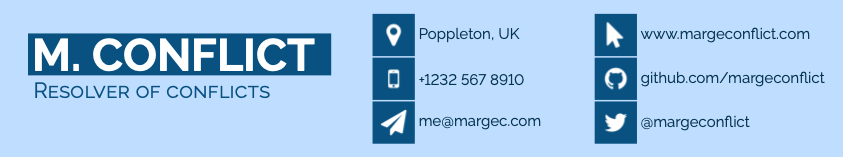 M. CONFLICT
Resolver of conflicts
Poppleton, UK
+1232 567 8910
me@margec.com
www.margeconflict.com
github.com/margeconflict
@margeconflict